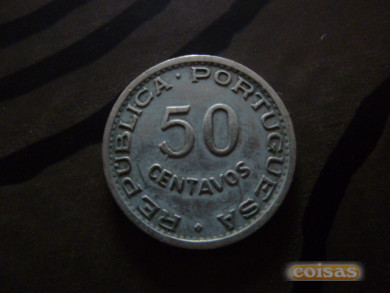 REPUBLICA · PORTUGUESA
50
CENTAVOS
coisas